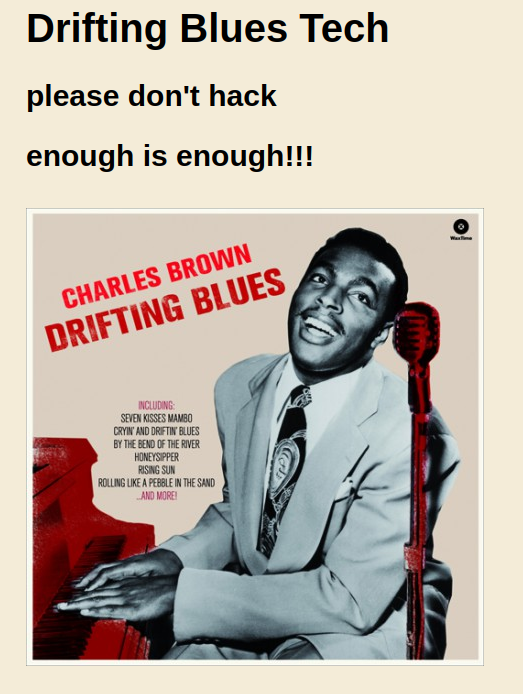 Drifting Blues Tech
please don't hack
enough is enough!!!
WaxTime
CHARLES BROWN
DRIFTING BLUES
INCLUDING:
SEVEN KISSES MAMBO
CRYIN' AND DRIFTIN' BLUES
BY THE BEND OF THE RIVER
HONEYSIPPER
RISING SUN
ROLLING LIKE A PEBBLE IN THE SAND
...AND MORE!